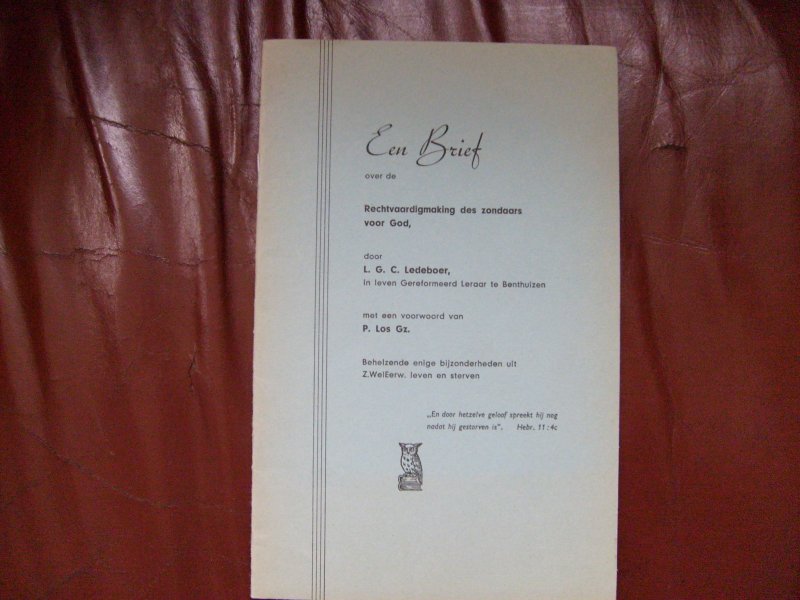 Een Brief
over de
Rechtvaardigmaking des zondaars
voor God,
door
L. G. C. Ledeboer,
In leven Gereformeerd Leraar te Benthuizen
met een voorwoord van
P. Los Gz.
Behelzende enige bijzonderheden uit
Z.WelEerw. leven en sterven
„En door hetzelve geloof spreekt hij nog
nadat hij gestorven is”. Hebr. 11:4c